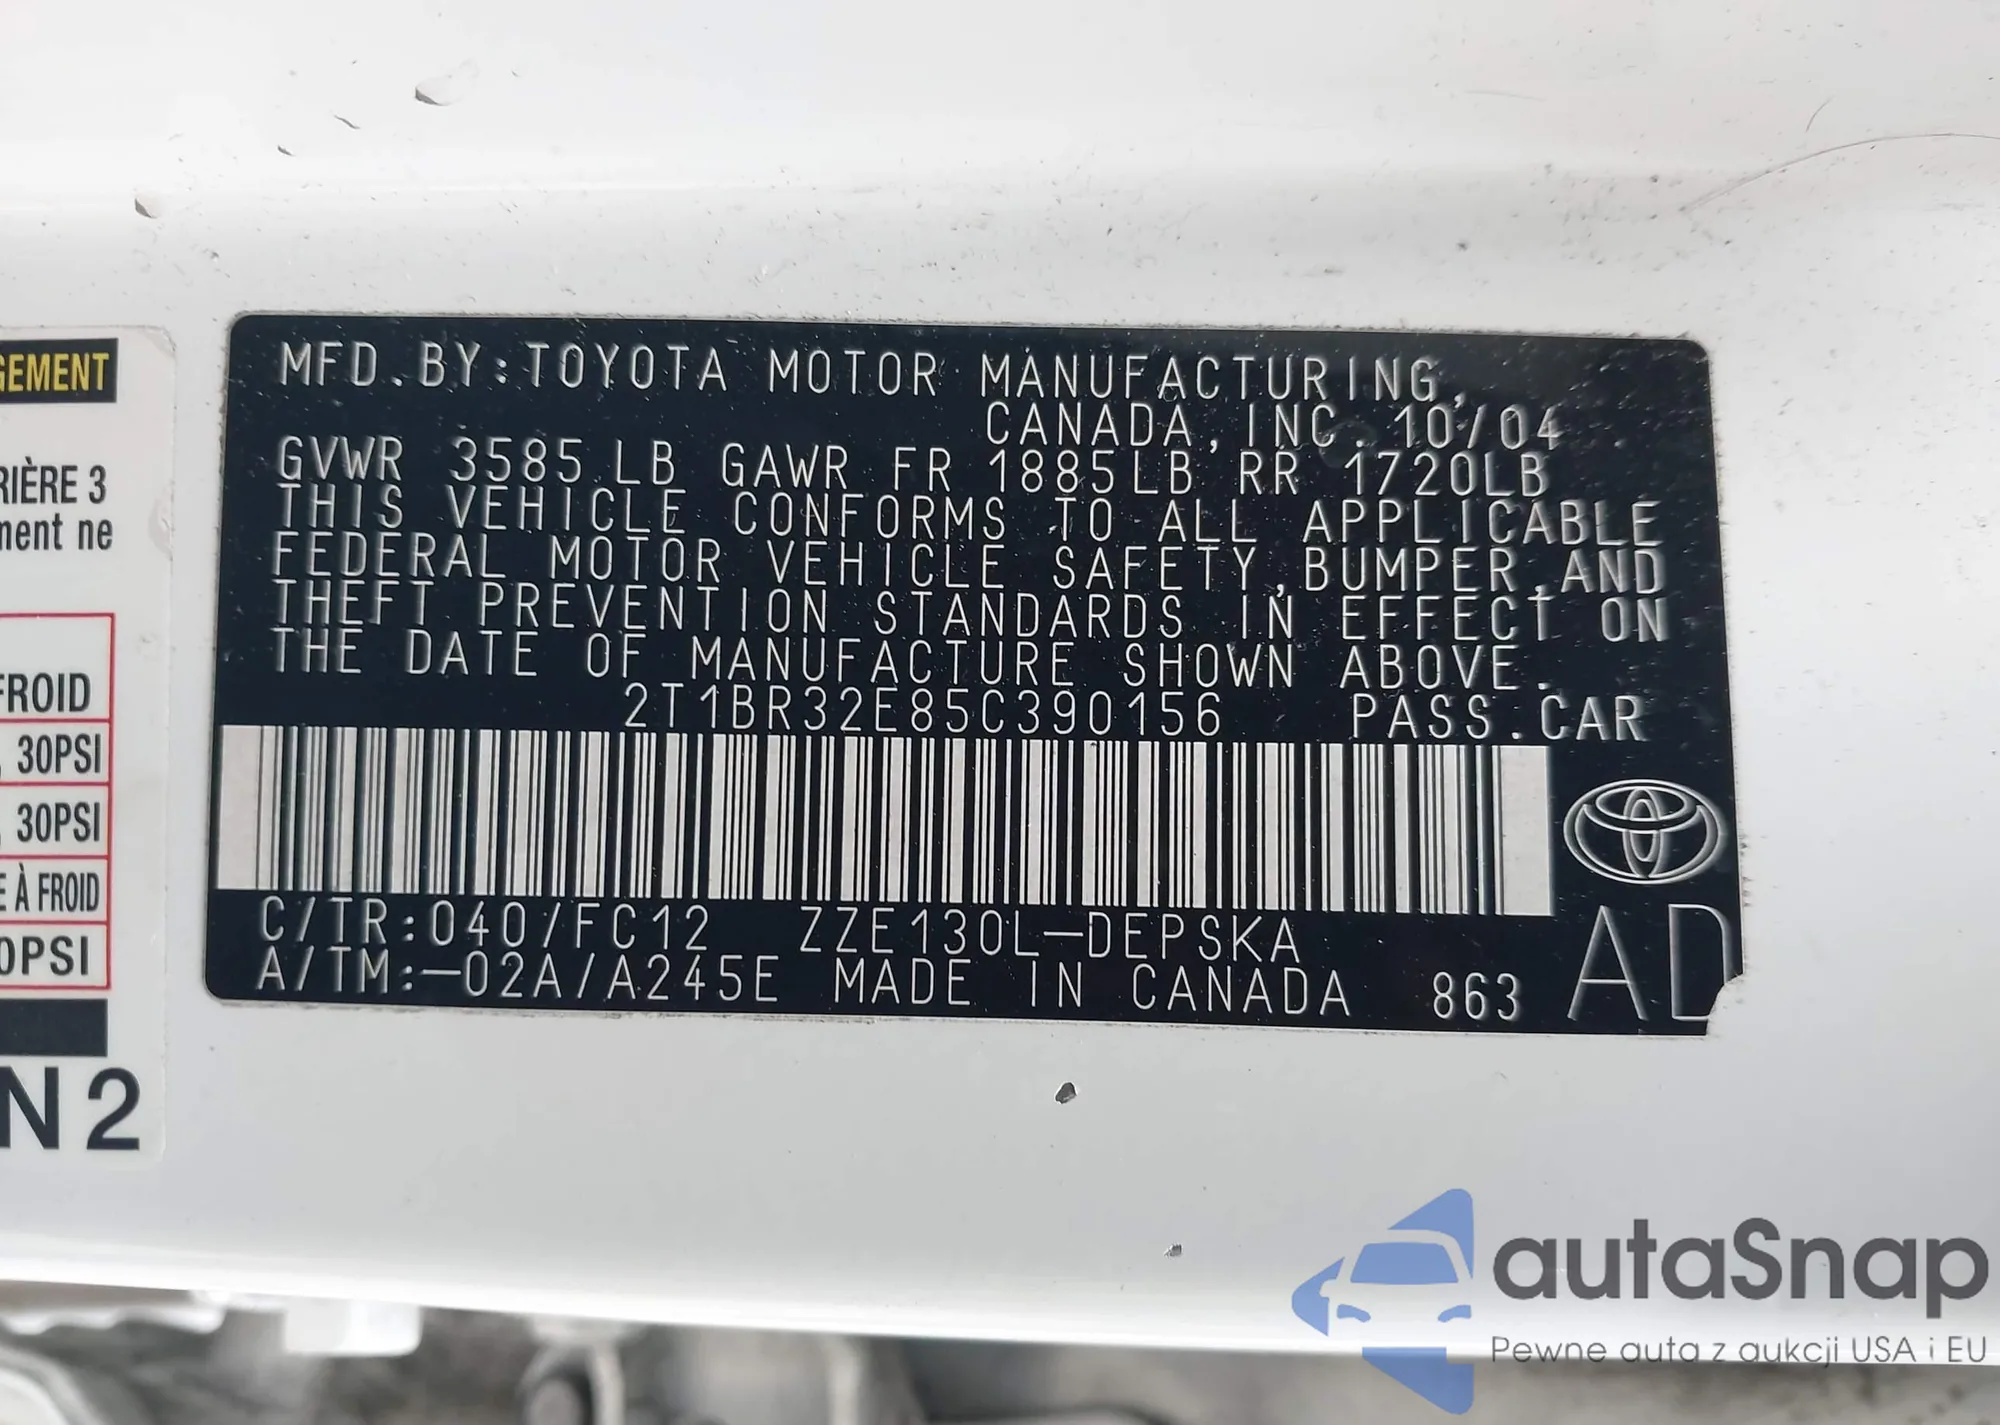 GEMENT
RIÈRE 3
ment ne
FROID
30PSI
30PSI
E À FROID
0PSI
N2
MFD.BY:TOYOTA MOTOR MANUFACTURING,
CANADA, INC. 10/04
GVWR 3585 LB GAWR FR 1885LB RR 1720LB
THIS VEHICLE CONFORMS TO ALL APPLICABLE
FEDERAL MOTOR VEHICLE SAFETY,BUMPER,AND
THEFT PREVENTION STANDARDS IN EFFECT ON
THE DATE OF MANUFACTURE SHOWN ABOVE.
2T1BR32E85C390156 PASS.CAR
C/TR:040/FC12 ZZE130L-DEPSKA
A/TM:-02A/A245E MADE IN CANADA 863
AD
autaSnap
Pewne auta z aukcji USA i EU